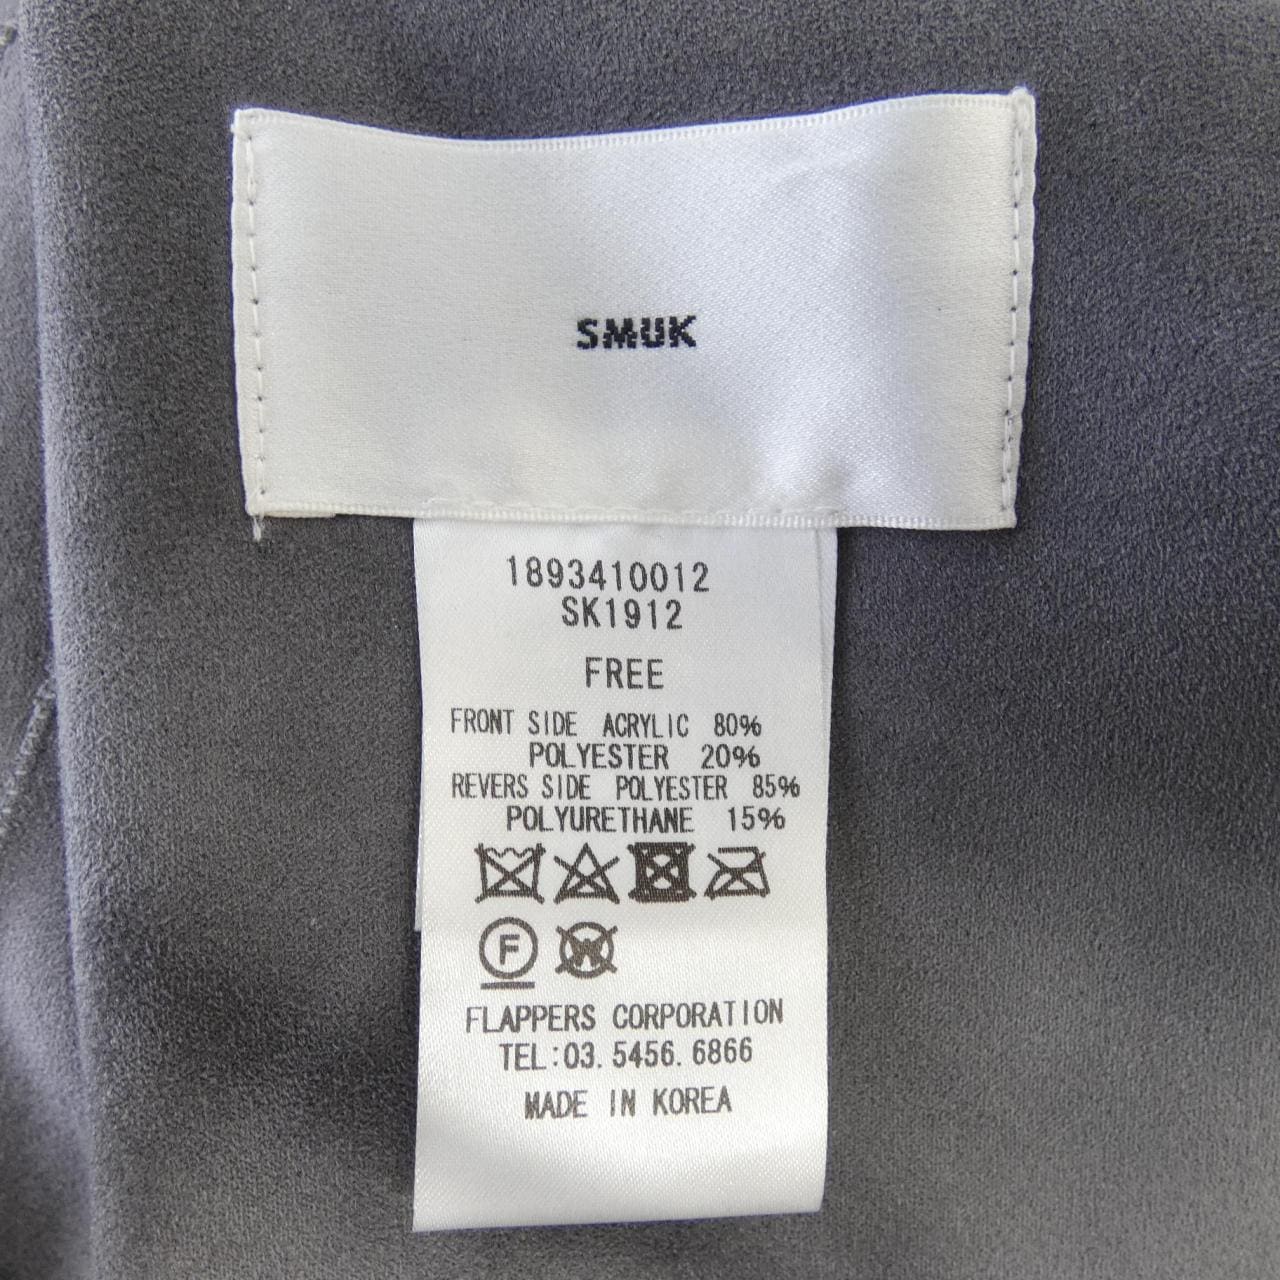 SMUK
1893410012
SK1912
FREE
FRONT SIDE ACRYLIC 80%
POLYESTER 20%
REVERS SIDE POLYESTER 85%
POLYURETHANE 15%
F W
FLAPPERS CORPORATION
TEL:03.5456.6866
MADE IN KOREA